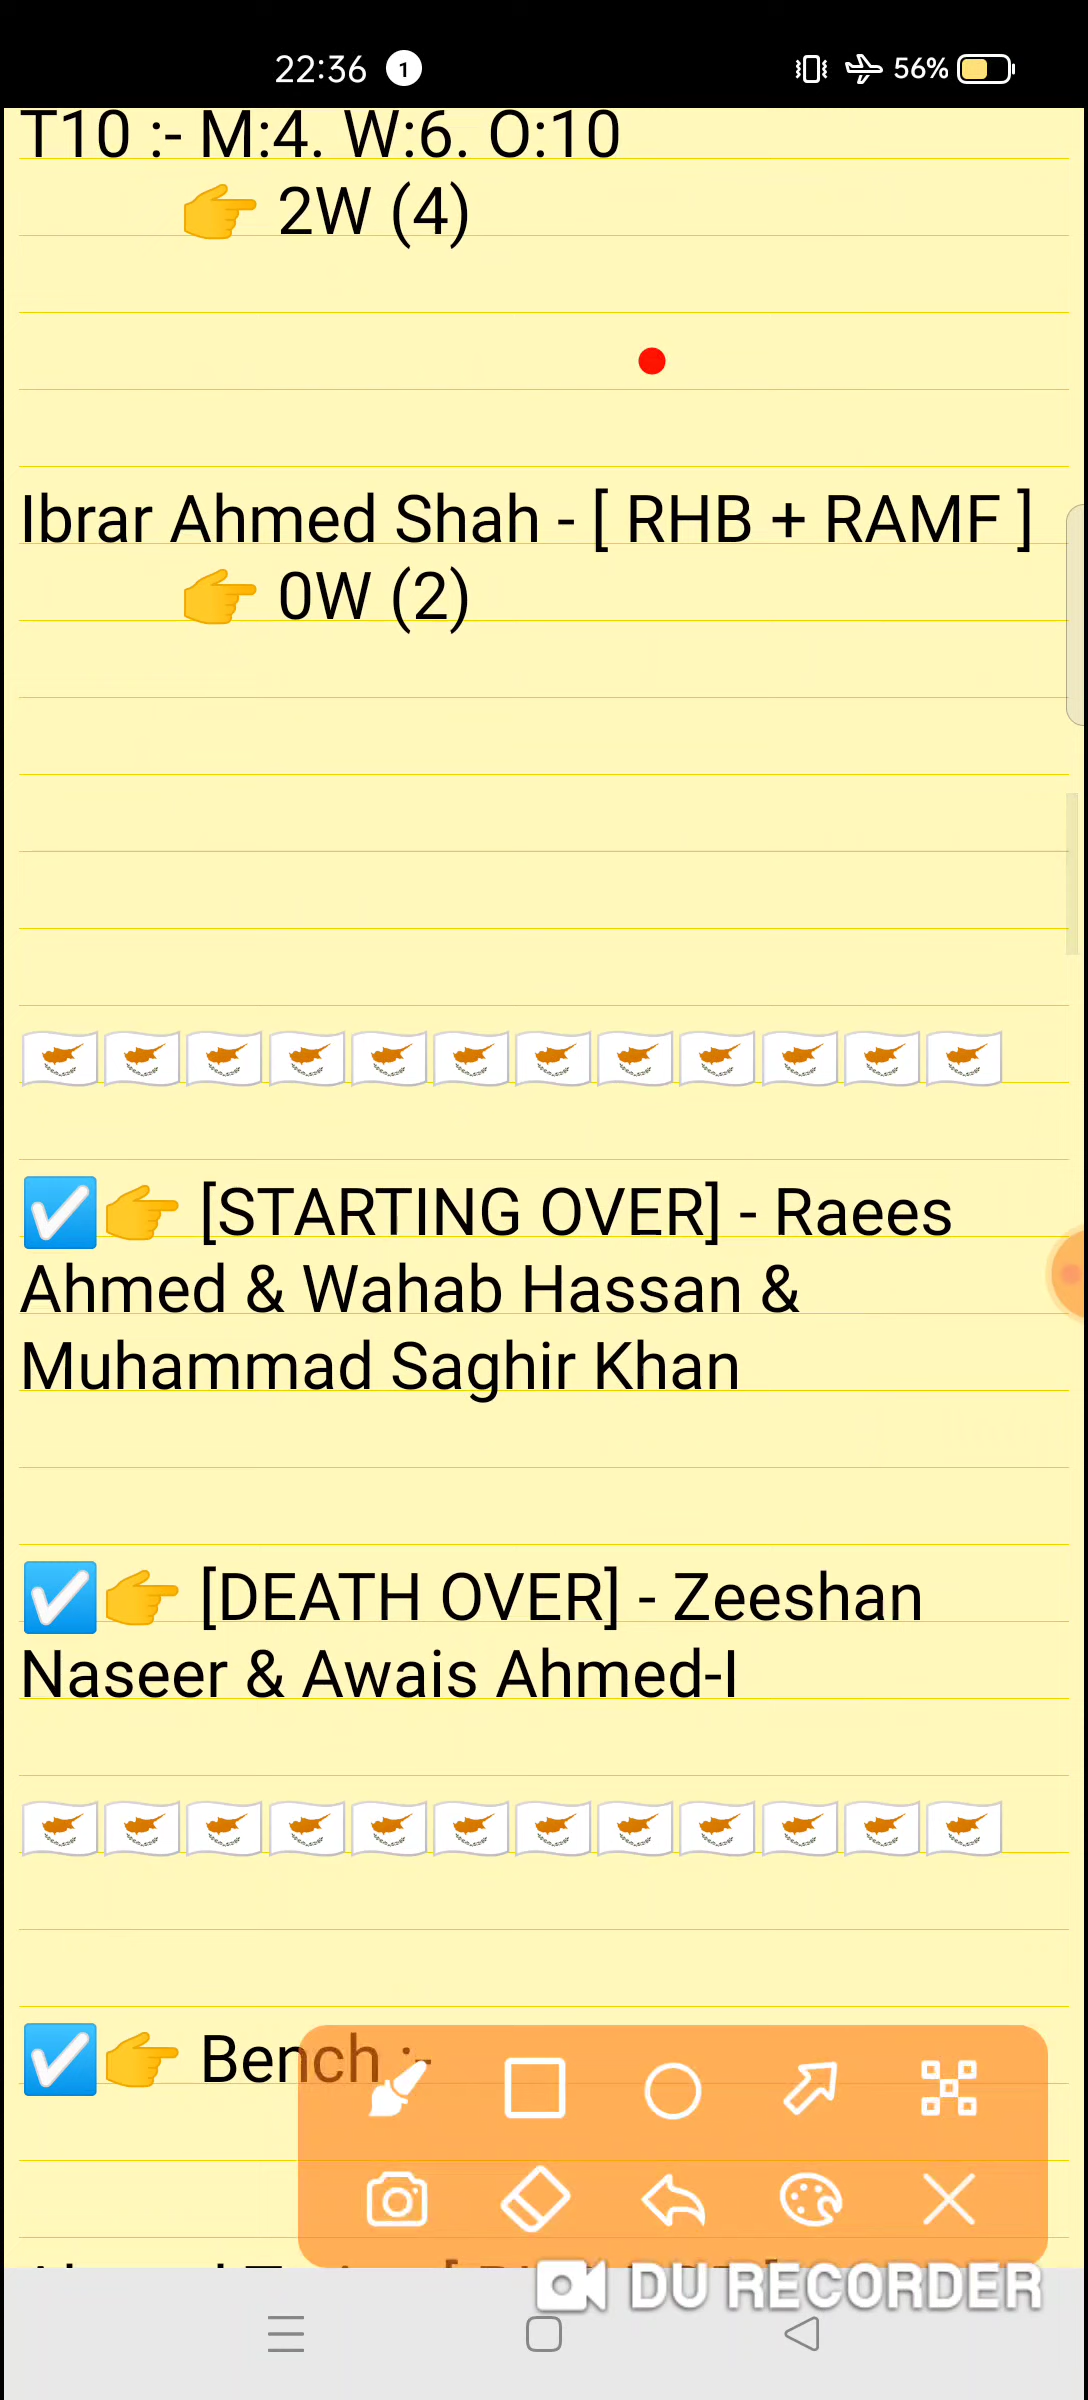 22:36 1 56%
T10 :- M:4. W:6. O:10
👉 2W (4)
Ibrar Ahmed Shah - [ RHB + RAMF ]
👉 0W (2)
🇨🇾🇨🇾🇨🇾🇨🇾🇨🇾🇨🇾🇨🇾🇨🇾🇨🇾🇨🇾🇨🇾🇨🇾
☑️👉 [STARTING OVER] - Raees
Ahmed & Wahab Hassan &
Muhammad Saghir Khan
☑️👉 [DEATH OVER] - Zeeshan
Naseer & Awais Ahmed-I
🇨🇾🇨🇾🇨🇾🇨🇾🇨🇾🇨🇾🇨🇾🇨🇾🇨🇾🇨🇾🇨🇾🇨🇾
☑️👉 Bench :-
DU RECORDER